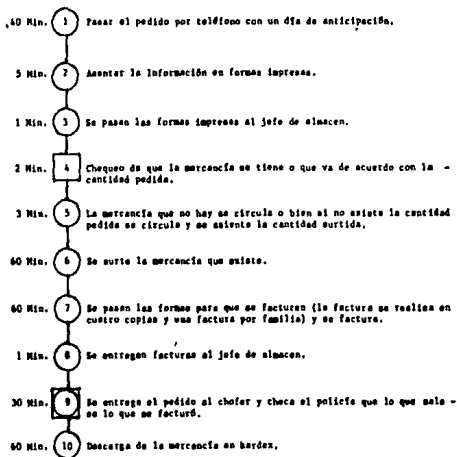 40 Min. 1 Pasar el pedido por teléfono con un día de anticipación.
5 Min. 2 Asentar la Información en formas impresas.
1 Min. 3 Se pasan las formas impresas al jefe de almacen.
2 Min. 4 Chequeo de que la mercancía se tiene o que va de acuerdo con la -
cantidad pedida.
3 Min. 5 La mercancía que no hay se circula o bien si no existe la cantidad
pedida se circula y se asienta la cantidad surtida.
60 Min. 6 Se surte la mercancía que existe.
60 Min. 7 Se pasan las formas para que se facturen (la factura se realiza en
cuatro copias y una factura por familia) y se factura.
1 Min. 8 Se entregan facturas al jefe de almacen.
30 Min. 9 Se entrega el pedido al chofer y checa el policía que lo que sale -
es lo que se facturó.
60 Min. 10 Descarga de la mercancía en kardex.